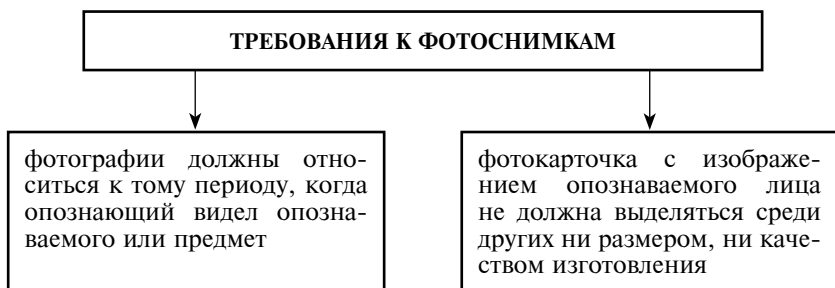 ТРЕБОВАНИЯ К ФОТОСНИМКАМ
фотографии должны отно-
ситься к тому периоду, когда
опознающий видел опозна-
ваемого или предмет
фотокарточка с изображе-
нием опознаваемого лица
не должна выделяться среди
других ни размером, ни каче-
ством изготовления